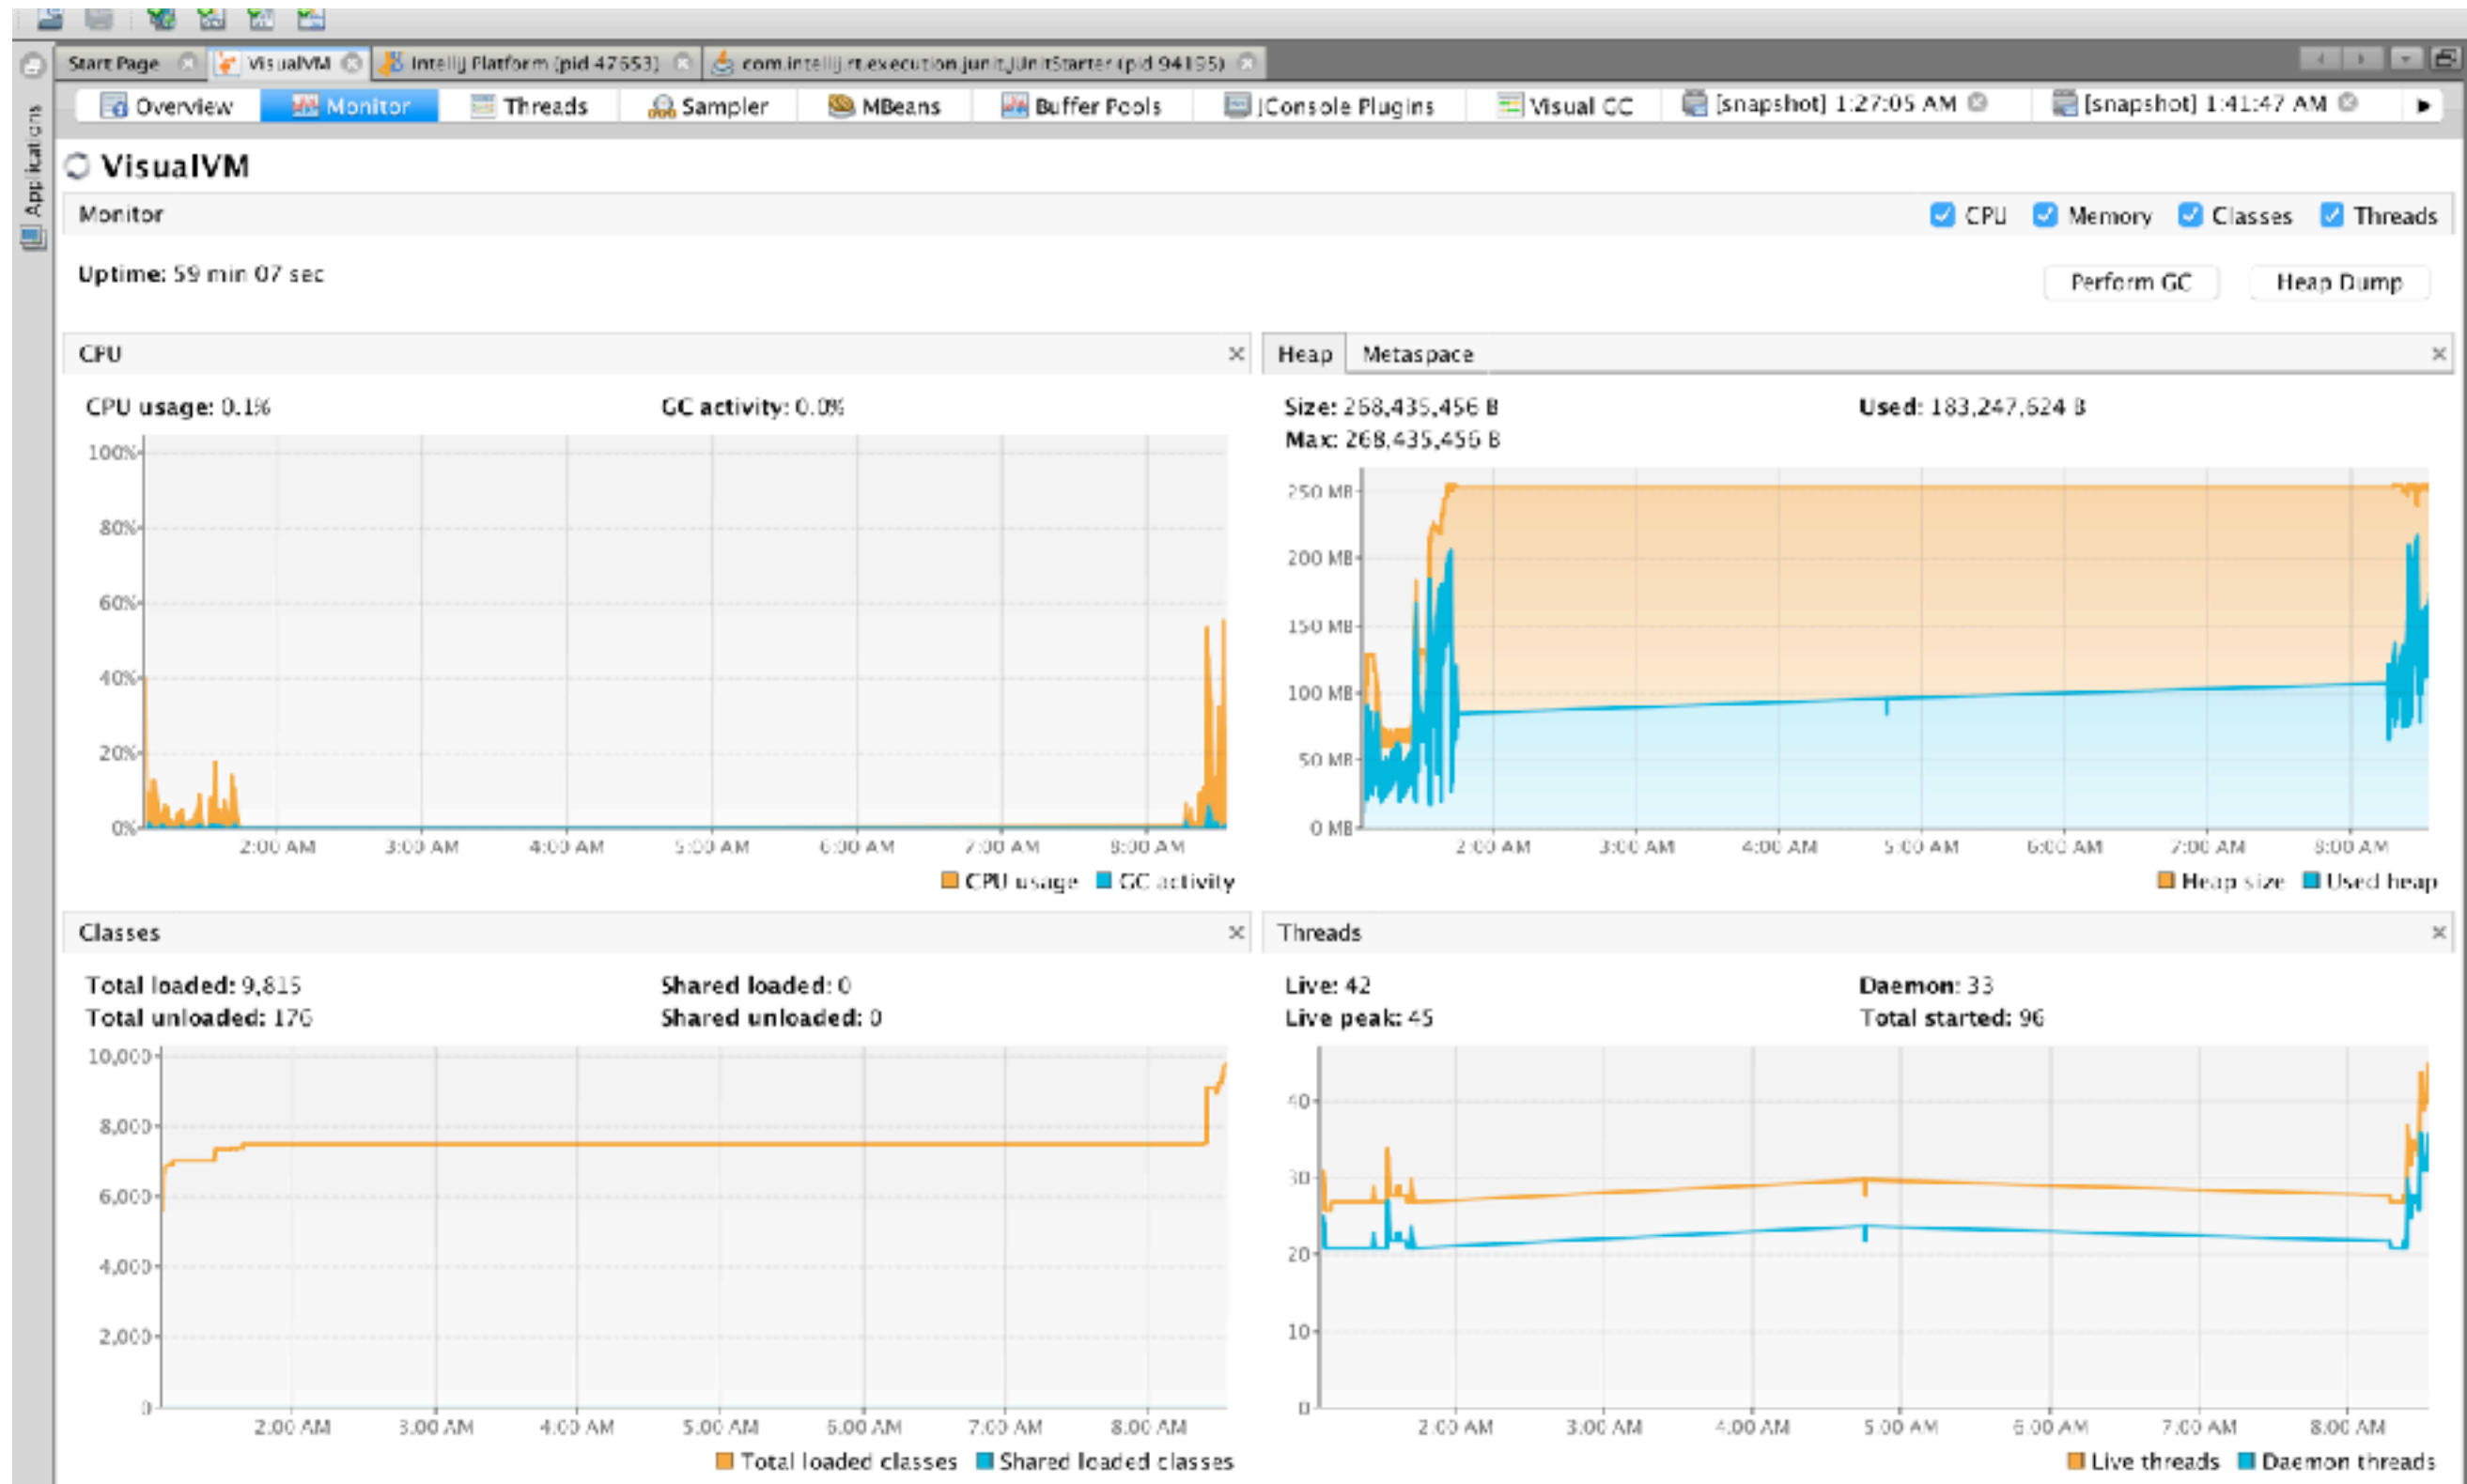 Start Page VisualVM IntelliJ Platform (pid 47653) com.intellij.rt.execution.junit.JUnitStarter (pid 94195)
Overview Monitor Threads Sampler MBeans Buffer Pools JConsole Plugins Visual GC [snapshot] 1:27:05 AM [snapshot] 1:41:47 AM
Applications
VisualVM
Monitor CPU Memory Classes Threads
Uptime: 59 min 07 sec Perform GC Heap Dump
CPU
CPU usage: 0.1% GC activity: 0.0%
100%
80%
60%
40%
20%
0%
2:00 AM 3:00 AM 4:00 AM 5:00 AM 6:00 AM 7:00 AM 8:00 AM
CPU usage GC activity
Heap Metaspace
Size: 268,435,456 B Used: 183,247,624 B
Max: 268,435,456 B
250 MB
200 MB
150 MB
100 MB
50 MB
0 MB
2:00 AM 3:00 AM 4:00 AM 5:00 AM 6:00 AM 7:00 AM 8:00 AM
Heap size Used heap
Classes
Total loaded: 9,815 Shared loaded: 0
Total unloaded: 176 Shared unloaded: 0
10,000
8,000
6,000
4,000
2,000
0
2:00 AM 3:00 AM 4:00 AM 5:00 AM 6:00 AM 7:00 AM 8:00 AM
Total loaded classes Shared loaded classes
Threads
Live: 42 Daemon: 33
Live peak: 45 Total started: 96
40
30
20
10
0
2:00 AM 3:00 AM 4:00 AM 5:00 AM 6:00 AM 7:00 AM 8:00 AM
Live threads Daemon threads